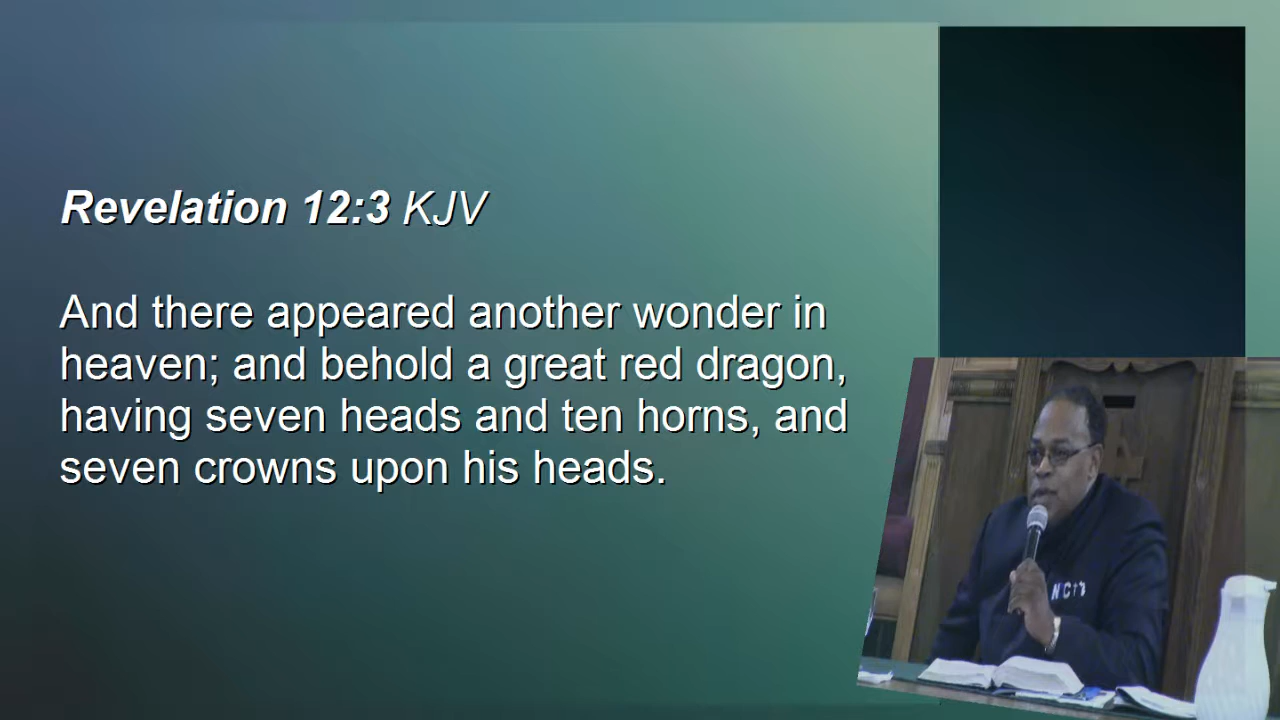 Revelation 12:3 KJV
And there appeared another wonder in
heaven; and behold a great red dragon,
having seven heads and ten horns, and
seven crowns upon his heads.